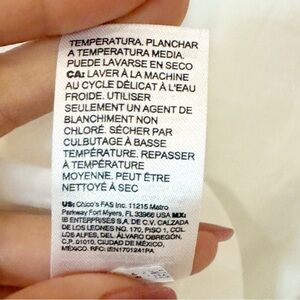 TEMPERATURA. PLANCHAR
A TEMPERATURA MEDIA.
PUEDE LAVARSE EN SECO
CA: LAVER À LA MACHINE
AU CYCLE DÉLICAT À L'EAU
FROIDE. UTILISER
SEULEMENT UN AGENT DE
BLANCHIMENT NON
CHLORÉ. SÉCHER PAR
CULBUTAGE À BASSE
TEMPÉRATURE. REPASSER
À TEMPÉRATURE
MOYENNE. PEUT ÊTRE
NETTOYÉ À SEC
US: Chico's FAS Inc. 11215 Metro
Parkway Fort Myers, FL 33966 USA MX:
IB ENTERPRISES S.A. DE C.V. CALZADA
DE LOS LEONES NO. 170, PISO 1, COL
LOS ALPES, DEL. ÁLVARO OBREGÓN,
C.P. 01010, CIUDAD DE MÉXICO,
MÉXICO. RFC: IEN1701241PA